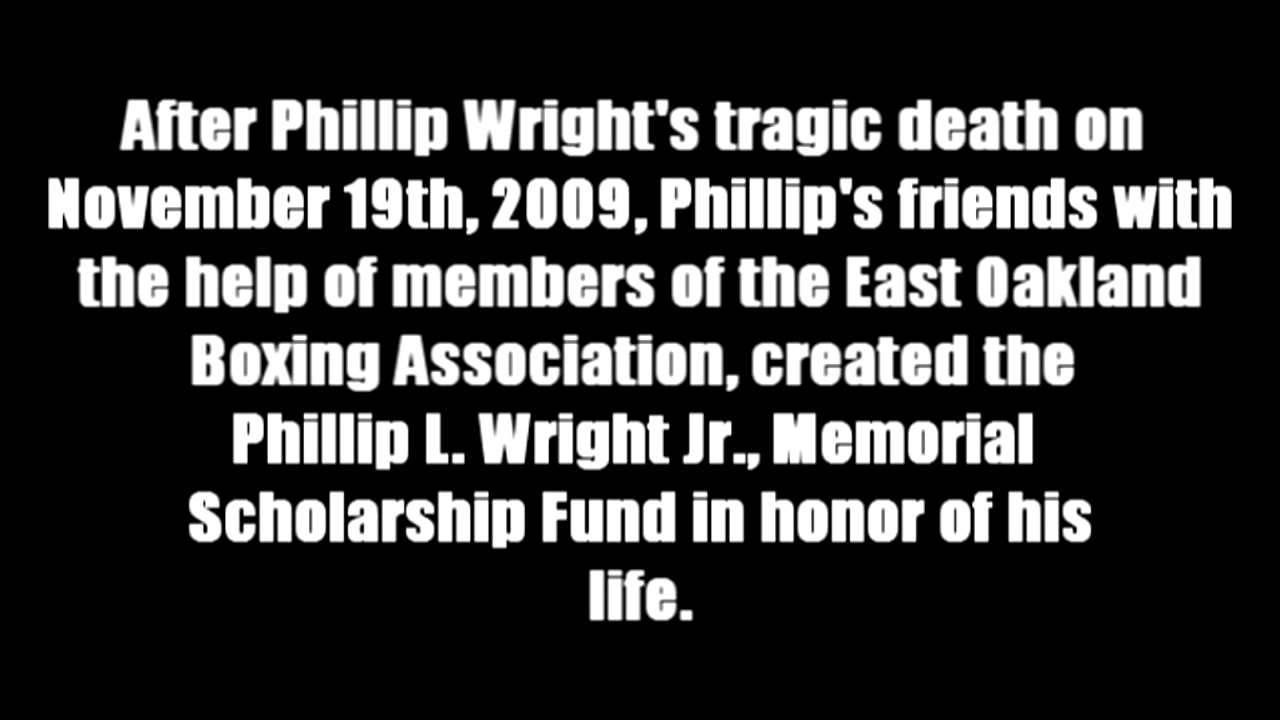 After Phillip Wright's tragic death on
November 19th, 2009, Phillip's friends with
the help of members of the East Oakland
Boxing Association, created the
Phillip L. Wright Jr., Memorial
Scholarship Fund in honor of his
life.